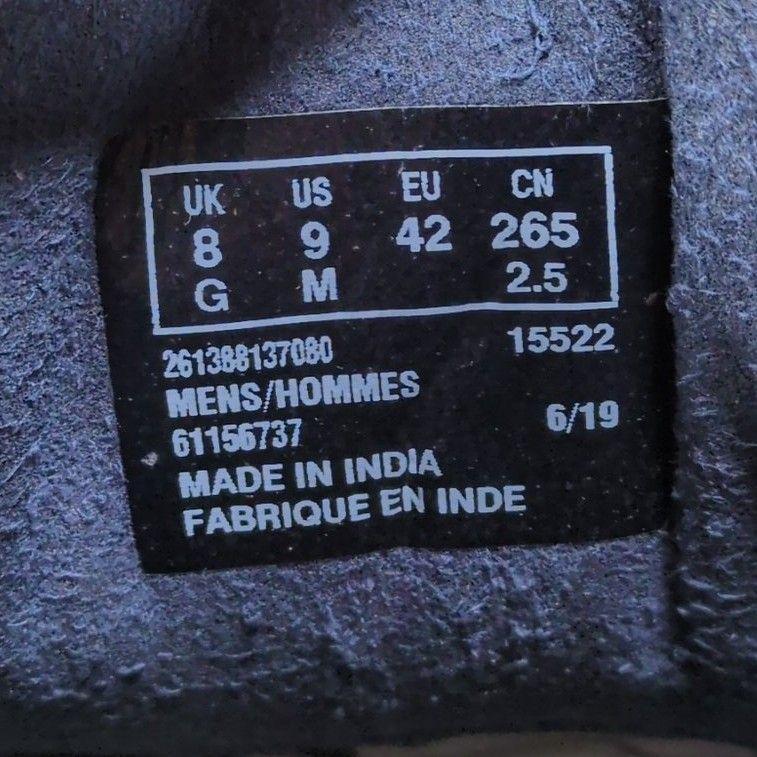 UK US EU CN
8 9 42 265
G M 2.5
261388137080 15522
MENS/HOMMES
61156737 6/19
MADE IN INDIA
FABRIQUE EN INDE